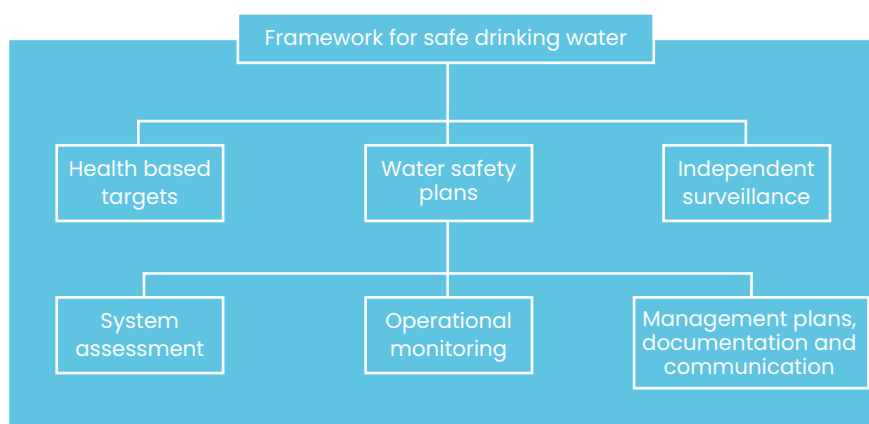 Framework for safe drinking water
Health based
targets
Water safety
plans
Independent
surveillance
System
assessment
Operational
monitoring
Management plans,
documentation and
communication